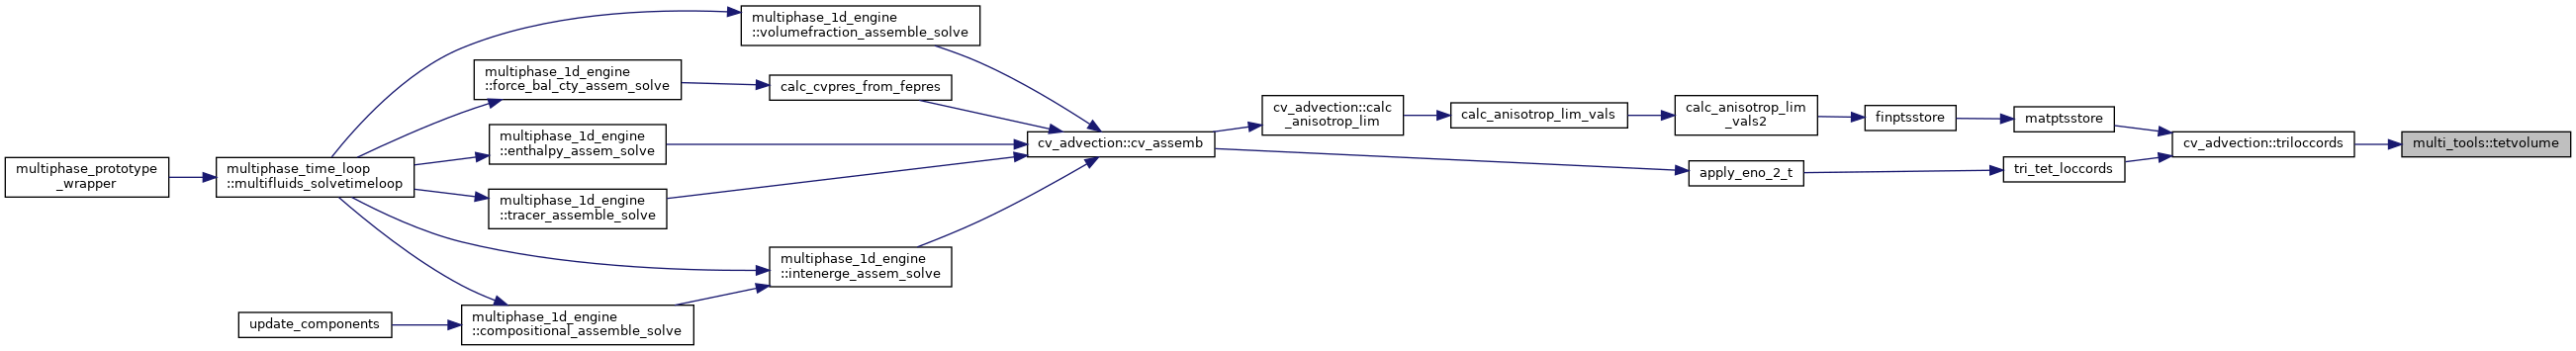 multiphase_prototype
_wrapper
multiphase_time_loop
::multifluids_solvetimeloop
multiphase_1d_engine
::volumefraction_assemble_solve
multiphase_1d_engine
::force_bal_cty_assem_solve
calc_cvpres_from_fepres
multiphase_1d_engine
::enthalpy_assem_solve
multiphase_1d_engine
::tracer_assemble_solve
multiphase_1d_engine
::intenerge_assem_solve
multiphase_1d_engine
::compositional_assemble_solve
update_components
cv_advection::cv_assemb
cv_advection::calc
_anisotrop_lim
calc_anisotrop_lim_vals
calc_anisotrop_lim
_vals2
finptsstore
matptsstore
apply_eno_2_t
tri_tet_loccords
cv_advection::triloccords
multi_tools::tetvolume